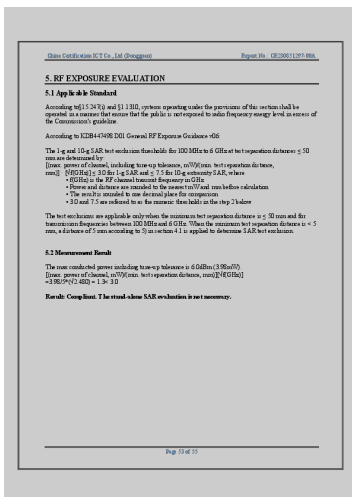 China Certification ICT Co., Ltd (Dongguan) Report No.: CR230851297-00A
5. RF EXPOSURE EVALUATION
5.1 Applicable Standard
According to§15.247(i) and §1.1310, systems operating under the provisions of this section shall be
operated in a manner that ensure that the public is not exposed to radio frequency energy level in excess of
the Commission's guideline.
According to KDB447498 D01 General RF Exposure Guidance v06:
The 1-g and 10-g SAR test exclusion thresholds for 100 MHz to 6 GHz at test separation distances ≤ 50
mm are determined by:
[(max. power of channel, including tune-up tolerance, mW)/(min. test separation distance,
mm)] · [√f(GHz)] ≤ 3.0 for 1-g SAR and ≤ 7.5 for 10-g extremity SAR, where
• f(GHz) is the RF channel transmit frequency in GHz
• Power and distance are rounded to the nearest mW and mm before calculation
• The result is rounded to one decimal place for comparison
• 3.0 and 7.5 are referred to as the numeric thresholds in the step 2 below
The test exclusions are applicable only when the minimum test separation distance is ≤ 50 mm and for
transmission frequencies between 100 MHz and 6 GHz. When the minimum test separation distance is < 5
mm, a distance of 5 mm according to 5) in section 4.1 is applied to determine SAR test exclusion.
5.2 Measurement Result
The max conducted power including tune-up tolerance is 6.0dBm (3.98mW).
[(max. power of channel, mW)/(min. test separation distance, mm)][√f(GHz)]
=3.98/5*(√2.480) = 1.3< 3.0
Result: Compliant. The stand-alone SAR evaluation is not necessary.
Page 53 of 55